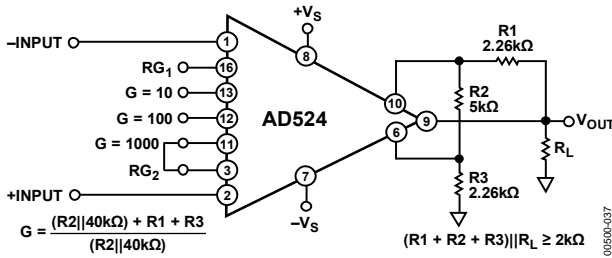 –INPUT
1
+VS
8
R1
2.26kΩ
RG1
16
G = 10
13
10
R2
5kΩ
G = 100
12
AD524
9
VOUT
G = 1000
11
6
RL
RG2
3
7
R3
2.26kΩ
+INPUT
2
–VS
G = (R2||40kΩ) + R1 + R3
(R2||40kΩ)
(R1 + R2 + R3)||RL ≥ 2kΩ
00500-037